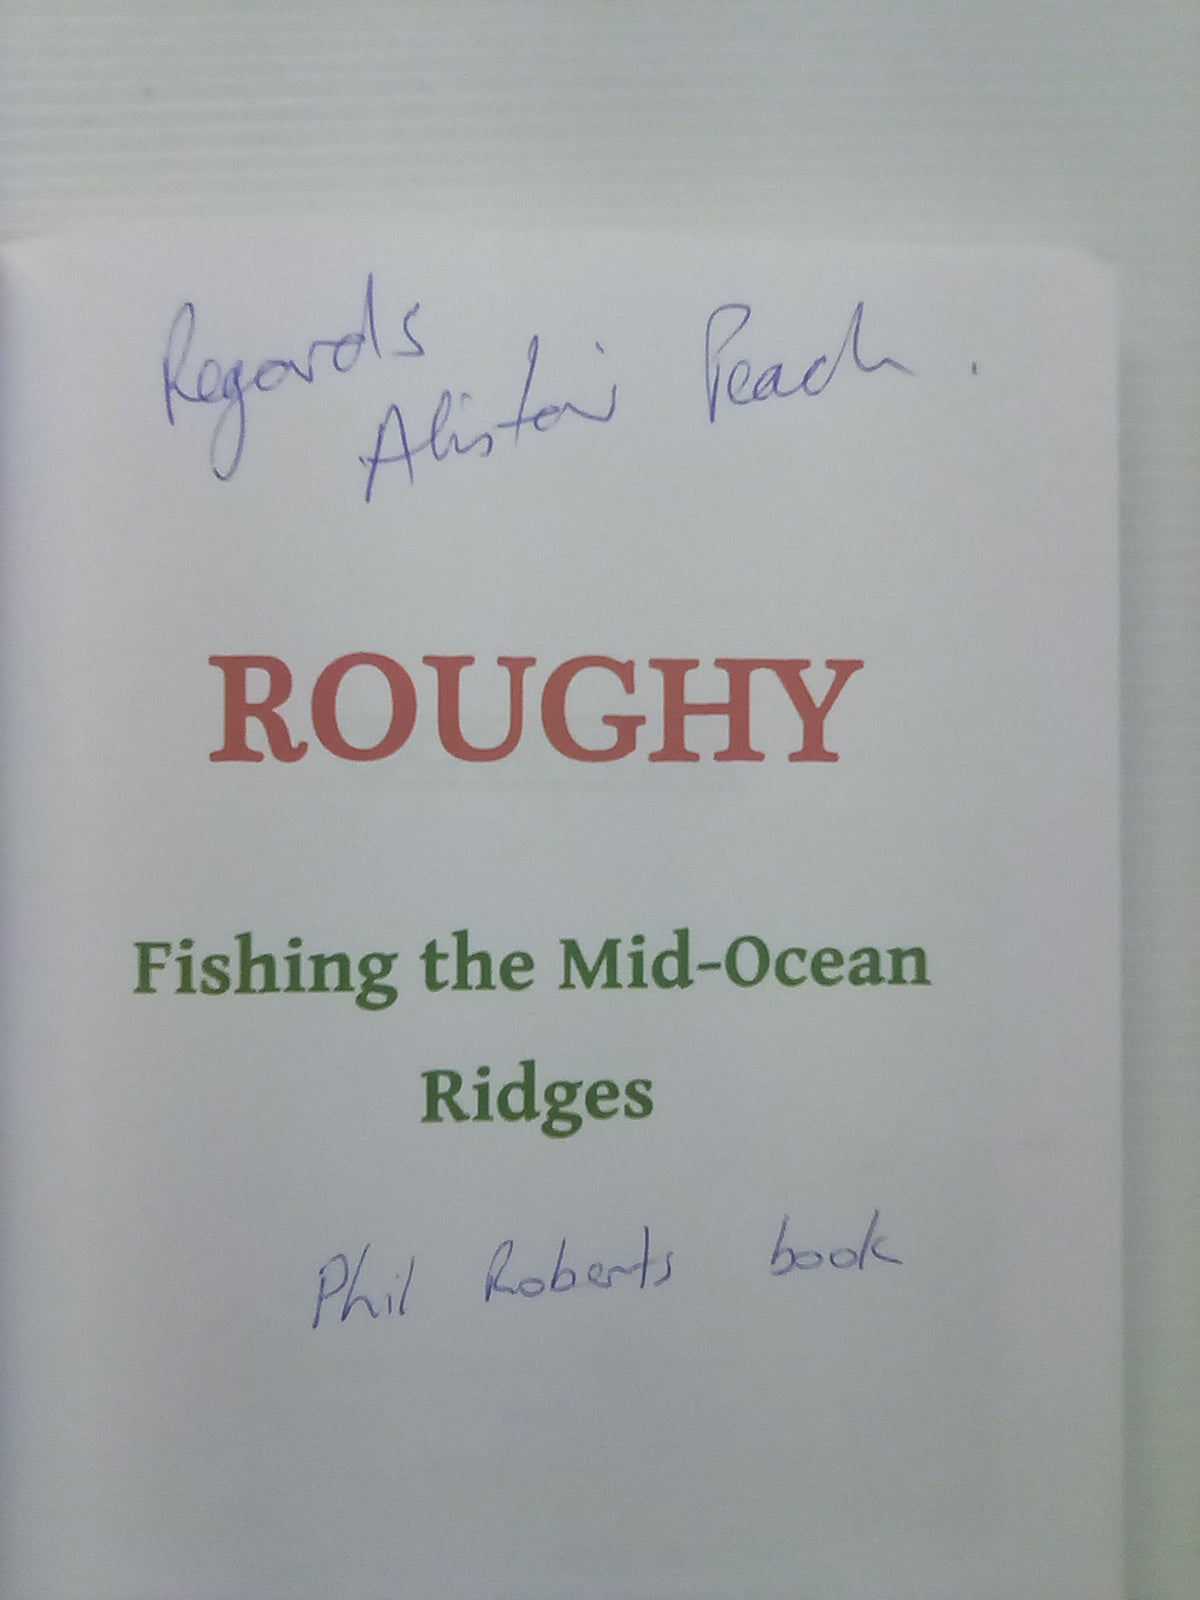 Regards
Alistair Peach.
ROUGHY
Fishing the Mid-Ocean
Ridges
Phil Roberts book